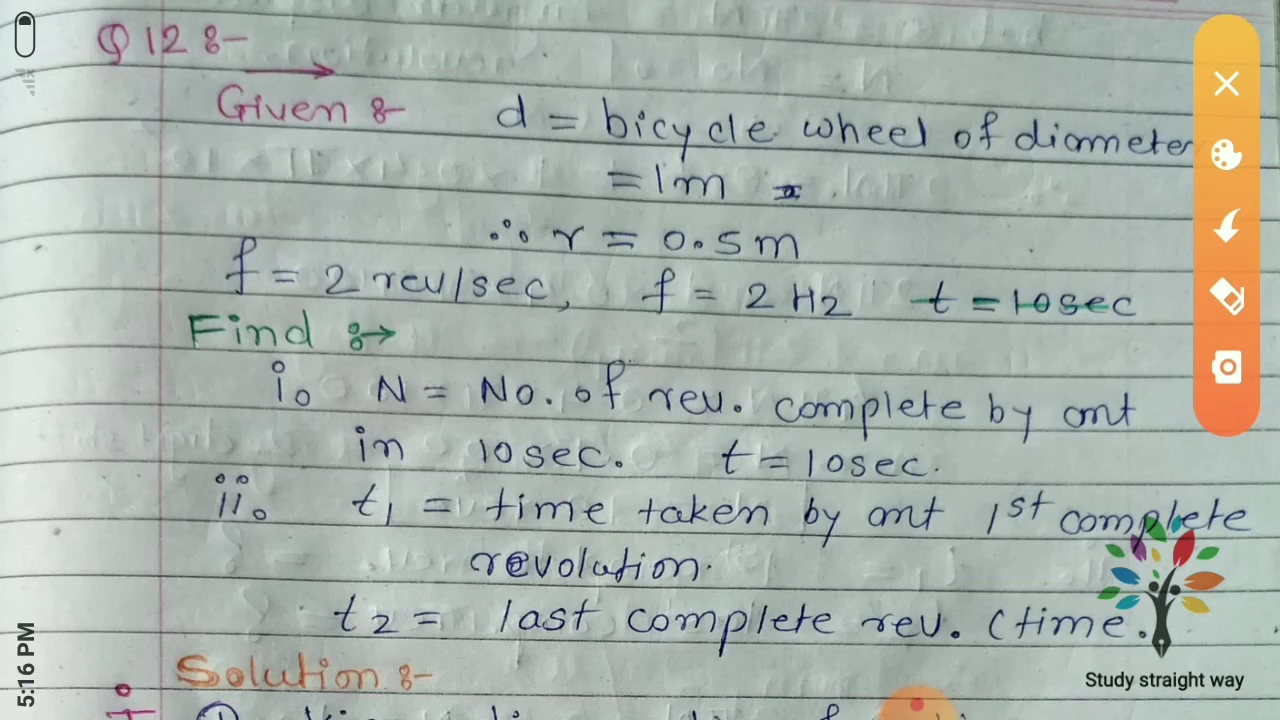 Q 12 :-
Given :- d = bicycle wheel of diameter
= 1m
∴ r = 0.5m
f = 2 rev/sec, f = 2 Hz t = 10sec
Find :→
i. N = No. of rev. complete by ant
in 10sec. t = 10sec.
ii. t₁ = time taken by ant 1st complete
revolution.
t₂ = last complete rev. (time.
Solution :-
Study straight way
5:16 PM